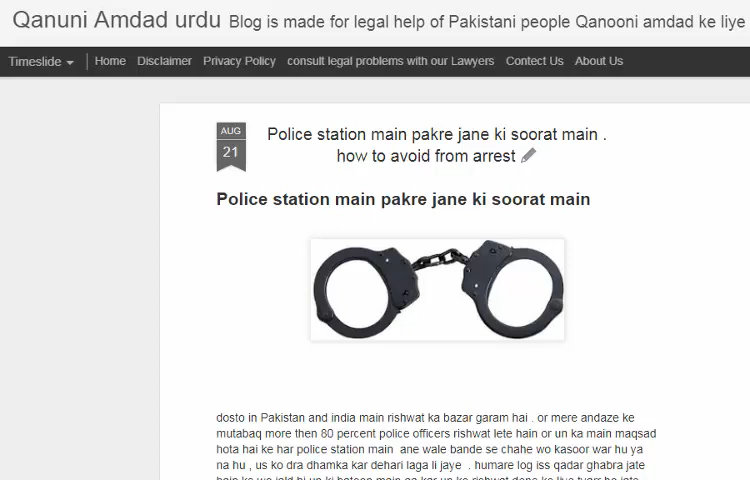 Qanuni Amdad urdu Blog is made for legal help of Pakistani people Qanooni amdad ke liye
Timeslide Home Disclaimer Privacy Policy consult legal problems with our Lawyers Contact Us About Us
AUG
21
Police station main pakre jane ki soorat main .
how to avoid from arrest
Police station main pakre jane ki soorat main
dosto in Pakistan and india main rishwat ka bazar garam hai . or mere andaze ke
mutabaq more then 80 percent police officers rishwat lete hain or un ka main maqsad
hota hai ke har police station main ane wale bande se chahe wo kasoor war hu ya
na hu , us ko dra dhamka kar dehari laga li jaye . humare log iss qadar ghabra jate